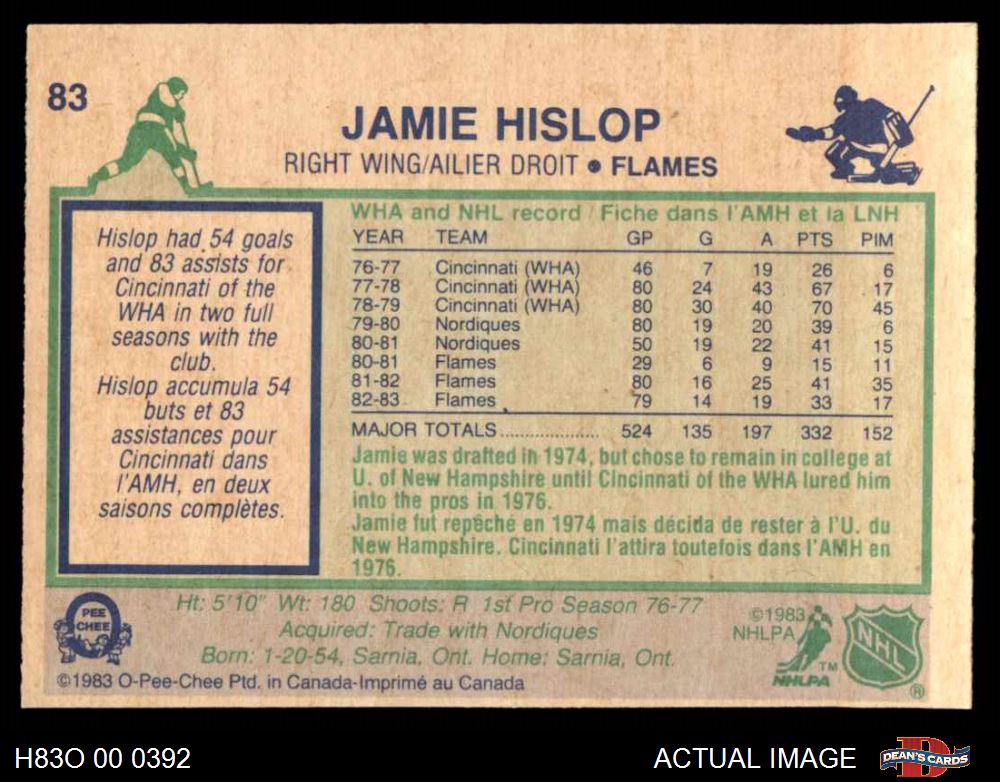 83
JAMIE HISLOP
RIGHT WING/AILIER DROIT • FLAMES
Hislop had 54 goals
and 83 assists for
Cincinnati of the
WHA in two full
seasons with the
club.
Hislop accumula 54
buts et 83
assistances pour
Cincinnati dans
l'AMH, en deux
saisons complètes.
WHA and NHL record / Fiche dans l'AMH et la LNH
YEAR TEAM GP G A PTS PIM
76-77 Cincinnati (WHA) 46 7 19 26 6
77-78 Cincinnati (WHA) 80 24 43 67 17
78-79 Cincinnati (WHA) 80 30 40 70 45
79-80 Nordiques 80 19 20 39 6
80-81 Nordiques 50 19 22 41 15
80-81 Flames 29 6 9 15 11
81-82 Flames 80 16 25 41 35
82-83 Flames 79 14 19 33 17
MAJOR TOTALS.................. 524 135 197 332 152
Jamie was drafted in 1974, but chose to remain in college at
U. of New Hampshire until Cincinnati of the WHA lured him
into the pros in 1976.
Jamie fut repêché en 1974 mais décida de rester à l'U. du
New Hampshire. Cincinnati l'attira toutefois dans l'AMH en
1976.
PEE
CHEE
Ht: 5'10" Wt: 180 Shoots: R 1st Pro Season 76-77
Acquired: Trade with Nordiques
Born: 1-20-54, Sarnia, Ont. Home: Sarnia, Ont.
©1983 O-Pee-Chee Ptd. in Canada-Imprimé au Canada
©1983
NHLPA
TM
NHLPA
NHL
®
H83O 00 0392
ACTUAL IMAGE
DEAN'S CARDS